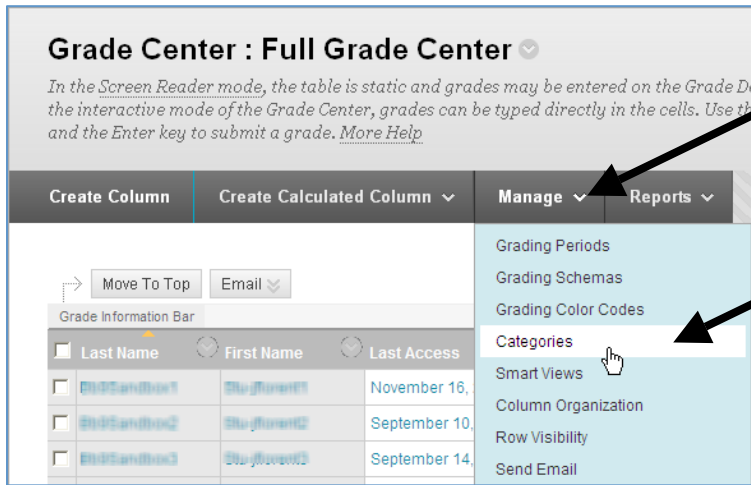 Grade Center : Full Grade Center
In the Screen Reader mode, the table is static and grades may be entered on the Grade D
the interactive mode of the Grade Center, grades can be typed directly in the cells. Use th
and the Enter key to submit a grade. More Help
Create Column Create Calculated Column Manage Reports
Grading Periods
Grading Schemas
Grading Color Codes
Categories
Smart Views
Column Organization
Row Visibility
Send Email
Move To Top Email
Grade Information Bar
Last Name First Name Last Access
November 16,
September 10,
September 14,